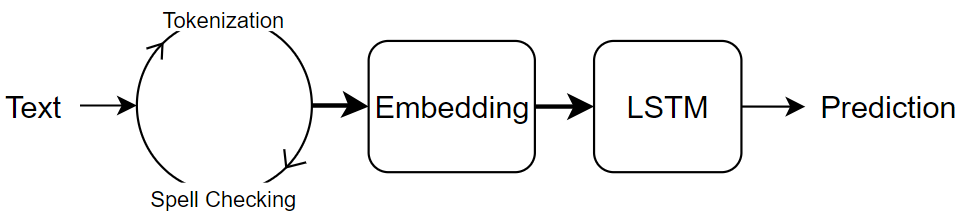 Tokenization
Text
Embedding
LSTM
Prediction
Spell Checking